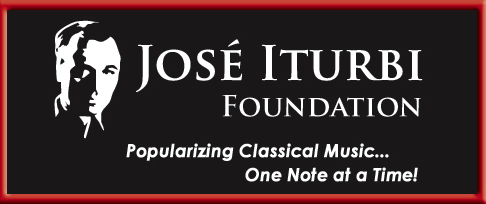 JOSÉ ITURBI
FOUNDATION
Popularizing Classical Music...
One Note at a Time!